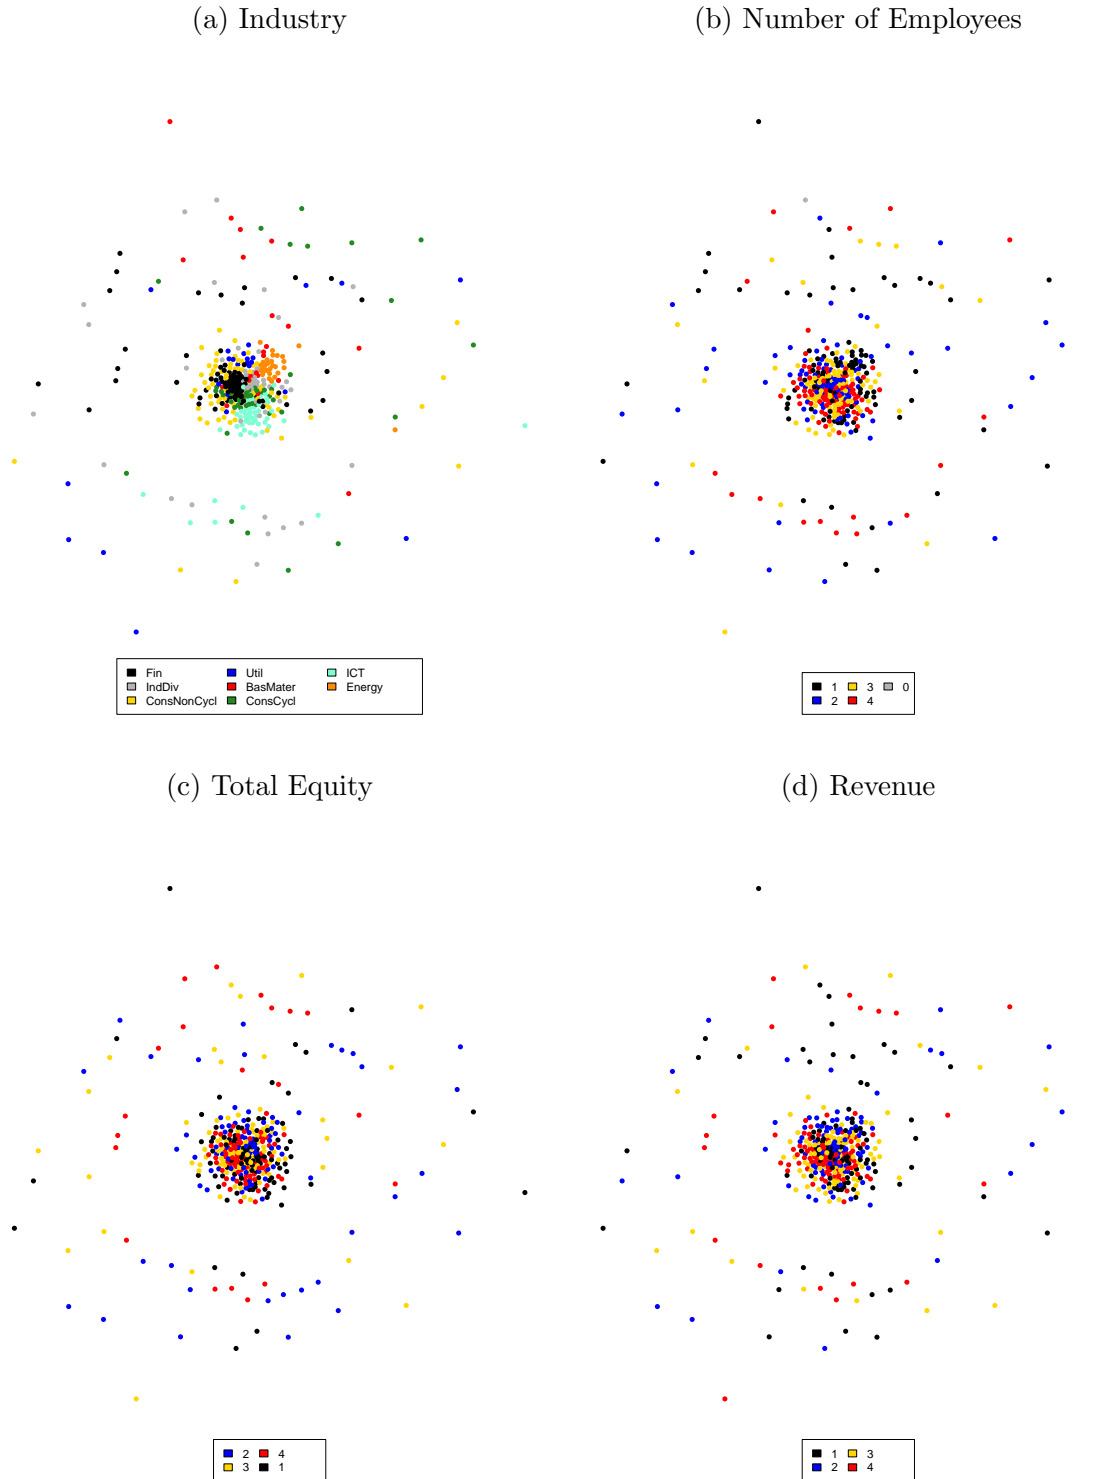 (a) Industry
(b) Number of Employees
Fin Util ICT
IndDiv BasMater Energy
ConsNonCycl ConsCycl
1 3 0
2 4
(c) Total Equity
(d) Revenue
2 4
3 1
1 3
2 4